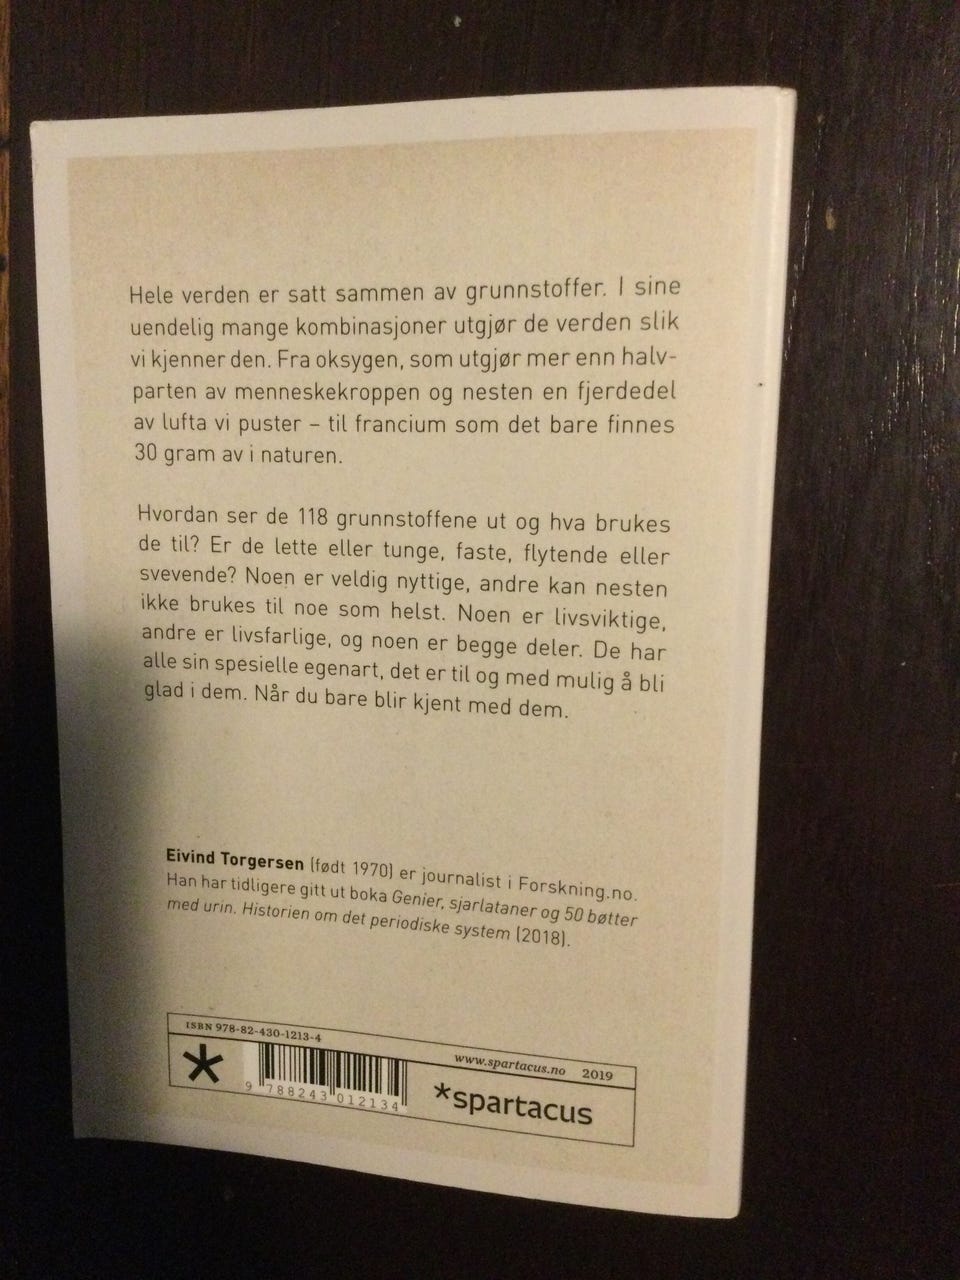 Hele verden er satt sammen av grunnstoffer. I sine
uendelig mange kombinasjoner utgjør de verden slik
vi kjenner den. Fra oksygen, som utgjør mer enn halv-
parten av menneskekroppen og nesten en fjerdedel
av lufta vi puster – til francium som det bare finnes
30 gram av i naturen.
Hvordan ser de 118 grunnstoffene ut og hva brukes
de til? Er de lette eller tunge, faste, flytende eller
svevende? Noen er veldig nyttige, andre kan nesten
ikke brukes til noe som helst. Noen er livsviktige,
andre er livsfarlige, og noen er begge deler. De har
alle sin spesielle egenart, det er til og med mulig å bli
glad i dem. Når du bare blir kjent med dem.
Eivind Torgersen (født 1970) er journalist i Forskning.no.
Han har tidligere gitt ut boka Genier, sjarlataner og 50 bøtter
med urin. Historien om det periodiske system (2018).
ISBN 978-82-430-1213-4
www.spartacus.no 2019
9 788243 012134
*spartacus